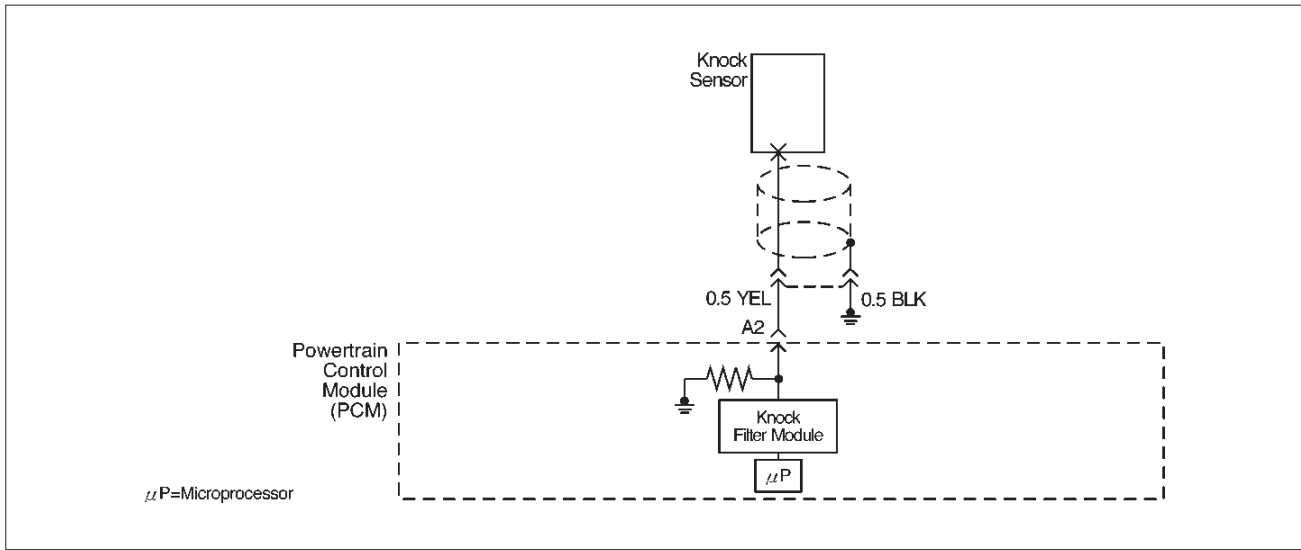 Knock
Sensor
0.5 YEL
0.5 BLK
A2
Powertrain
Control
Module
(PCM)
Knock
Filter Module
μP
μP=Microprocessor